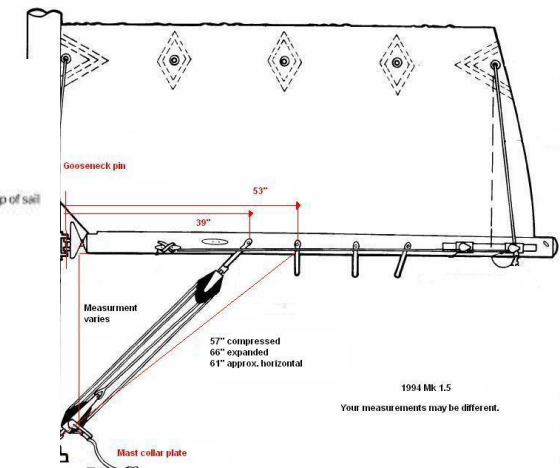 Gooseneck pin
p of sail
53"
39"
Measurment
varies
57" compressed
66" expanded
61" approx. horizontal
1994 Mk 1.5
Your measurements may be different.
Mast collar plate